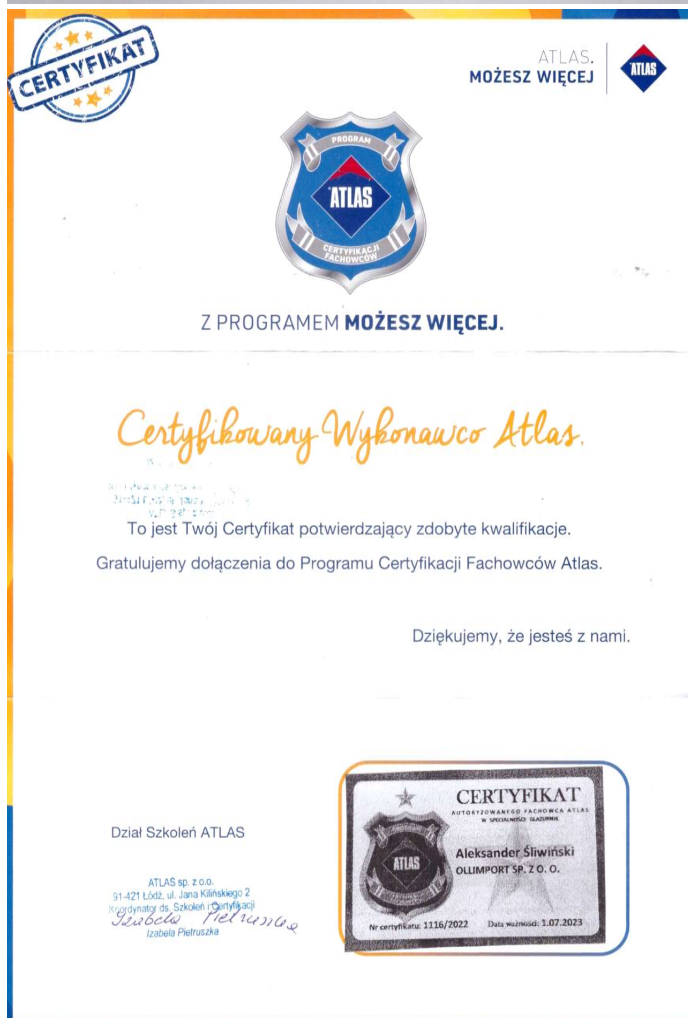 CERTYFIKAT
ATLAS.
MOŻESZ WIĘCEJ
ATLAS
PROGRAM
ATLAS
CERTYFIKACJI
FACHOWCÓW
Z PROGRAMEM MOŻESZ WIĘCEJ.
Certyfikowany Wykonawco Atlas.
To jest Twój Certyfikat potwierdzający zdobyte kwalifikacje.
Gratulujemy dołączenia do Programu Certyfikacji Fachowców Atlas.
Dziękujemy, że jesteś z nami.
Dział Szkoleń ATLAS
ATLAS sp. z o.o.
91-421 Łódź, ul. Jana Kilińskiego 2
Koordynator ds. Szkoleń i Certyfikacji
Izabela Pietruszka
Izabela Pietruszka
CERTYFIKAT
AUTORYZOWANEGO FACHOWCA ATLAS
W SPECJALNOŚCI GLAZURNIK
ATLAS
Aleksander Śliwiński
OLLIMPORT SP. Z O. O.
Nr certyfikatu: 1116/2022
Data ważności: 1.07.2023